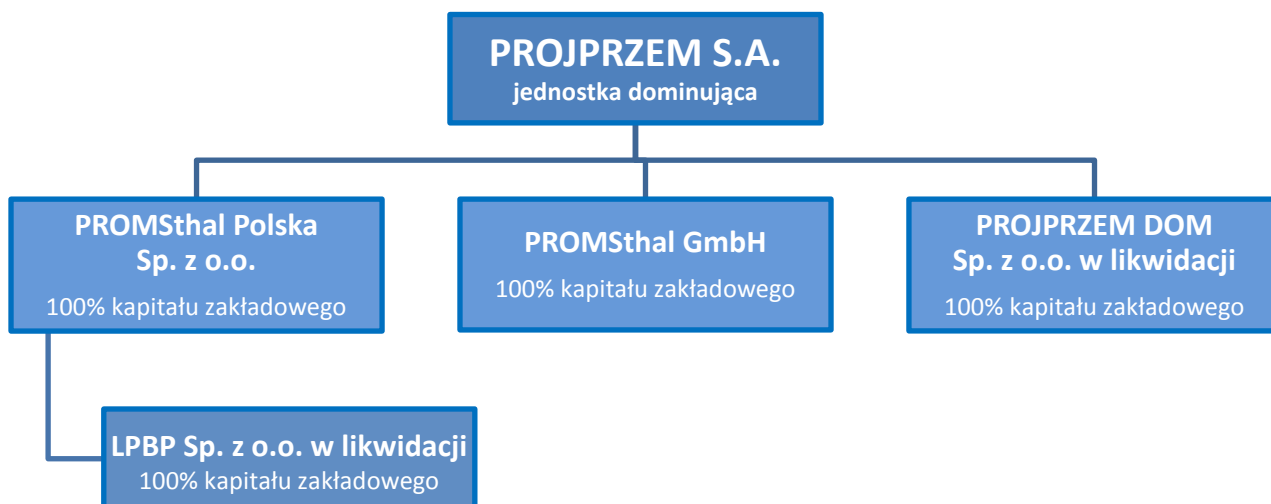 PROJPRZEM S.A.
jednostka dominująca
PROMSthal Polska
Sp. z o.o.
100% kapitału zakładowego
PROMSthal GmbH
100% kapitału zakładowego
PROJPRZEM DOM
Sp. z o.o. w likwidacji
100% kapitału zakładowego
LPBP Sp. z o.o. w likwidacji
100% kapitału zakładowego